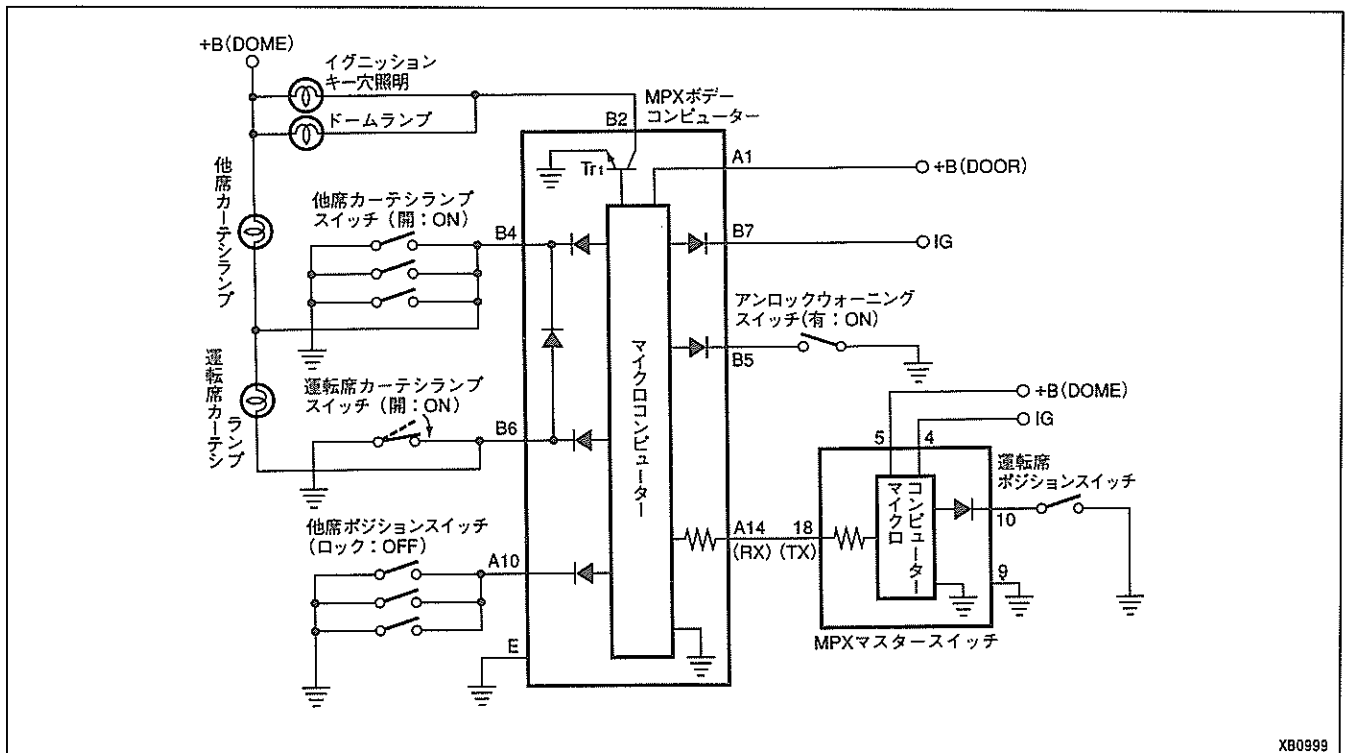 +B(DOME)
イグニッション
キー穴照明
ドームランプ
MPXボデー
コンピューター
B2
Tr1
A1
+B(DOOR)
他席カーテシランプ
他席カーテシランプ
スイッチ(開:ON)
B4
B7
IG
アンロックウォーニング
スイッチ(有:ON)
B5
マイクロコンピューター
運転席カーテシ
ランプ
運転席カーテシランプ
スイッチ(開:ON)
B6
+B(DOME)
IG
5
4
マイクロ
コンピューター
運転席
ポジションスイッチ
10
他席ポジションスイッチ
(ロック:OFF)
A10
A14
18
(RX)
(TX)
9
E
MPXマスタースイッチ
XB0999